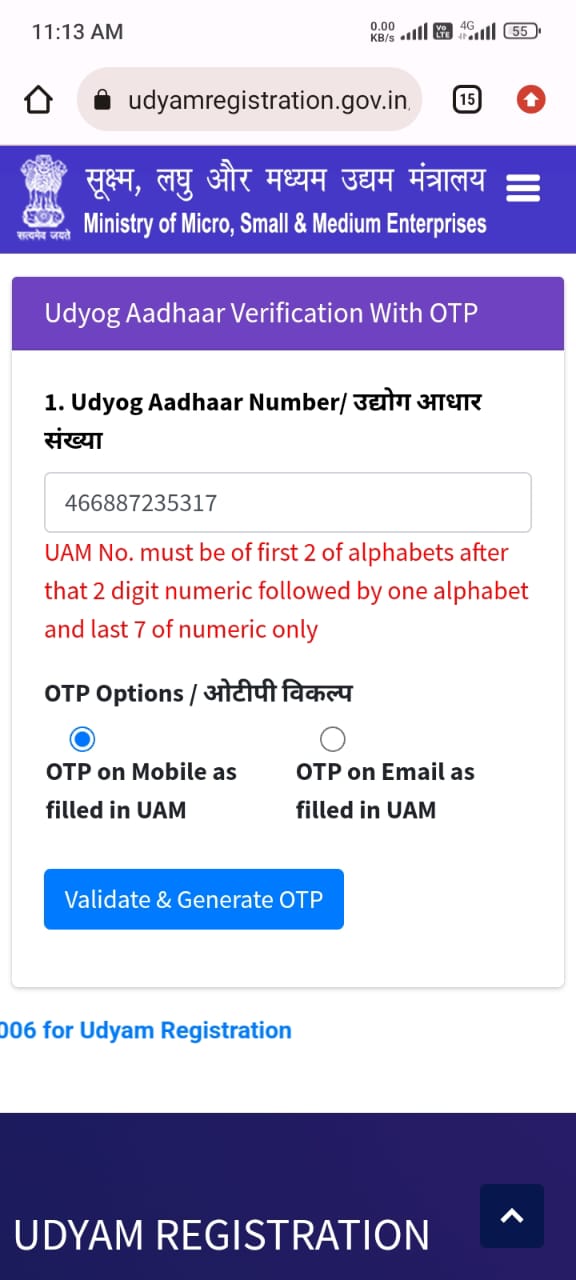 11:13 AM
0.00 KB/s
Vo LTE
4G
55
udyamregistration.gov.in
15
सूक्ष्म, लघु और मध्यम उद्यम मंत्रालय
सत्यमेव जयते
Ministry of Micro, Small & Medium Enterprises
Udyog Aadhaar Verification With OTP
1. Udyog Aadhaar Number/ उद्योग आधार
संख्या
466887235317
UAM No. must be of first 2 of alphabets after
that 2 digit numeric followed by one alphabet
and last 7 of numeric only
OTP Options / ओटीपी विकल्प
OTP on Mobile as
filled in UAM
OTP on Email as
filled in UAM
Validate & Generate OTP
006 for Udyam Registration
UDYAM REGISTRATION